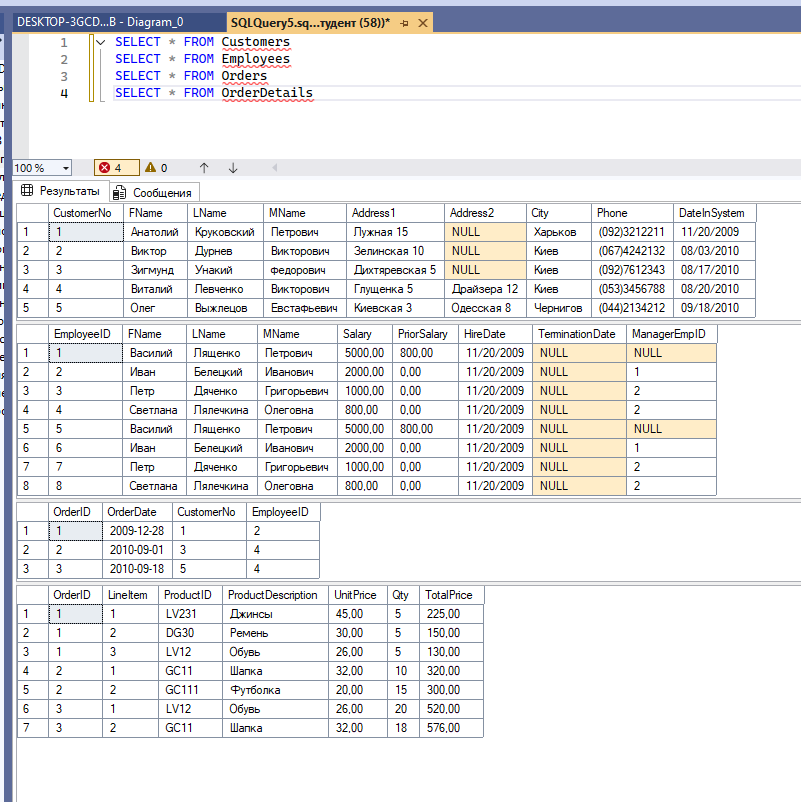 DESKTOP-3GCD...B - Diagram_0 SQLQuery5.sq...тудент (58))*
1 SELECT * FROM Customers
2 SELECT * FROM Employees
3 SELECT * FROM Orders
4 SELECT * FROM OrderDetails
100 % 4 0
Результаты Сообщения
CustomerNo FName LName MName Address1 Address2 City Phone DateInSystem
1 1 Анатолий Круковский Петрович Лужная 15 NULL Харьков (092)3212211 11/20/2009
2 2 Виктор Дурнев Викторович Зелинская 10 NULL Киев (067)4242132 08/03/2010
3 3 Зигмунд Унакий федорович Дихтяревская 5 NULL Киев (092)7612343 08/17/2010
4 4 Виталий Левченко Викторович Глущенка 5 Драйзера 12 Киев (053)3456788 08/20/2010
5 5 Олег Выжлецов Евстафьевич Киевская 3 Одесская 8 Чернигов (044)2134212 09/18/2010
EmployeeID FName LName MName Salary PriorSalary HireDate TerminationDate ManagerEmpID
1 1 Василий Лященко Петрович 5000,00 800,00 11/20/2009 NULL NULL
2 2 Иван Белецкий Иванович 2000,00 0,00 11/20/2009 NULL 1
3 3 Петр Дяченко Григорьевич 1000,00 0,00 11/20/2009 NULL 2
4 4 Светлана Лялечкина Олеговна 800,00 0,00 11/20/2009 NULL 2
5 5 Василий Лященко Петрович 5000,00 800,00 11/20/2009 NULL NULL
6 6 Иван Белецкий Иванович 2000,00 0,00 11/20/2009 NULL 1
7 7 Петр Дяченко Григорьевич 1000,00 0,00 11/20/2009 NULL 2
8 8 Светлана Лялечкина Олеговна 800,00 0,00 11/20/2009 NULL 2
OrderID OrderDate CustomerNo EmployeeID
1 1 2009-12-28 1 2
2 2 2010-09-01 3 4
3 3 2010-09-18 5 4
OrderID LineItem ProductID ProductDescription UnitPrice Qty TotalPrice
1 1 1 LV231 Джинсы 45,00 5 225,00
2 1 2 DG30 Ремень 30,00 5 150,00
3 1 3 LV12 Обувь 26,00 5 130,00
4 2 1 GC11 Шапка 32,00 10 320,00
5 2 2 GC111 Футболка 20,00 15 300,00
6 3 1 LV12 Обувь 26,00 20 520,00
7 3 2 GC11 Шапка 32,00 18 576,00